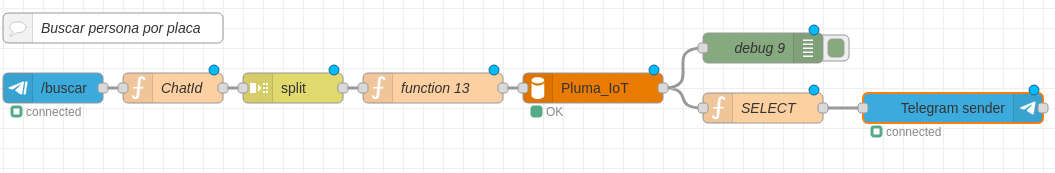 Buscar persona por placa
debug 9
/buscar
ChatId
split
function 13
Pluma_IoT
SELECT
Telegram sender
connected
OK
connected